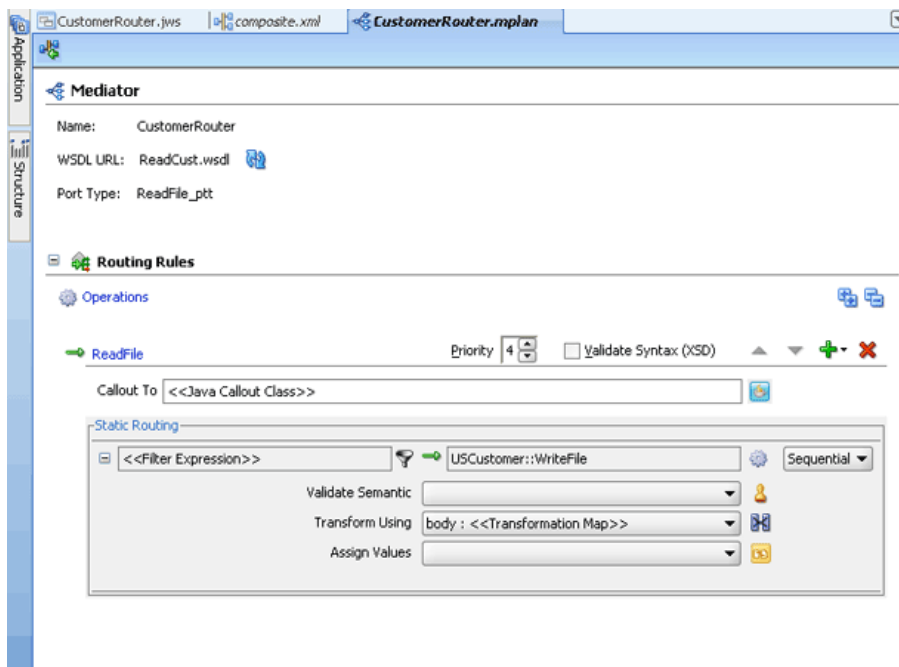 CustomerRouter.jws composite.xml CustomerRouter.mplan
Application
Structure
Mediator
Name: CustomerRouter
WSDL URL: ReadCust.wsdl
Port Type: ReadFile_ptt
Routing Rules
Operations
ReadFile Priority 4 Validate Syntax (XSD)
Callout To <<Java Callout Class>>
Static Routing
<<Filter Expression>> USCustomer::WriteFile Sequential
Validate Semantic
Transform Using body : <<Transformation Map>>
Assign Values